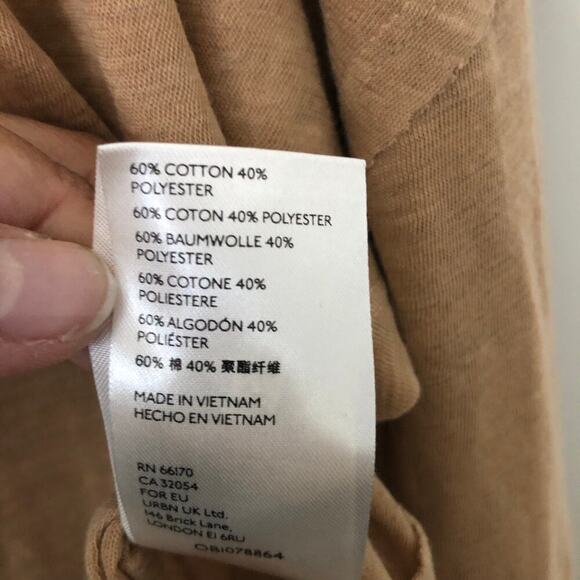 60% COTTON 40%
POLYESTER
60% COTON 40% POLYESTER
60% BAUMWOLLE 40%
POLYESTER
60% COTONE 40%
POLIESTERE
60% ALGODÓN 40%
POLIÉSTER
60% 棉 40% 聚酯纤维
MADE IN VIETNAM
HECHO EN VIETNAM
RN 66170
CA 32054
FOR EU
URBN UK Ltd.
146 Brick Lane,
LONDON E1 6RU
OB1078864